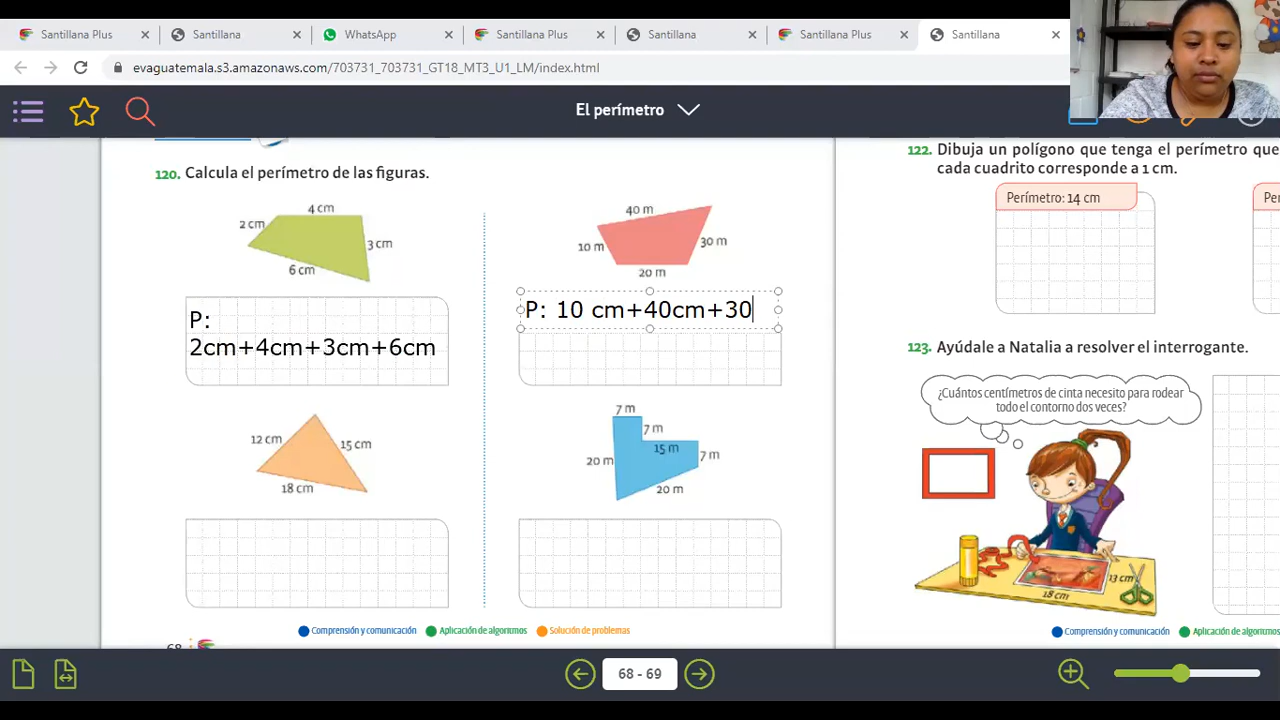 Santillana Plus
Santillana
WhatsApp
Santillana Plus
Santillana
Santillana Plus
Santillana
evaguatemala.s3.amazonaws.com/703731_703731_GT18_MT3_U1_LM/index.html
El perímetro
120. Calcula el perímetro de las figuras.
4 cm
2 cm
3 cm
6 cm
P:
2cm+4cm+3cm+6cm
40 m
10 m
30 m
20 m
P: 10 cm+40cm+30
12 cm
15 cm
18 cm
7 m
7 m
15 m
20 m
7 m
20 m
Comprensión y comunicación
Aplicación de algoritmos
Solución de problemas
68
122. Dibuja un polígono que tenga el perímetro que
cada cuadrito corresponde a 1 cm.
Perímetro: 14 cm
Per
123. Ayúdale a Natalia a resolver el interrogante.
¿Cuántos centímetros de cinta necesito para rodear
todo el contorno dos veces?
13 cm
18 cm
Comprensión y comunicación
Aplicación de algoritmos
68 - 69